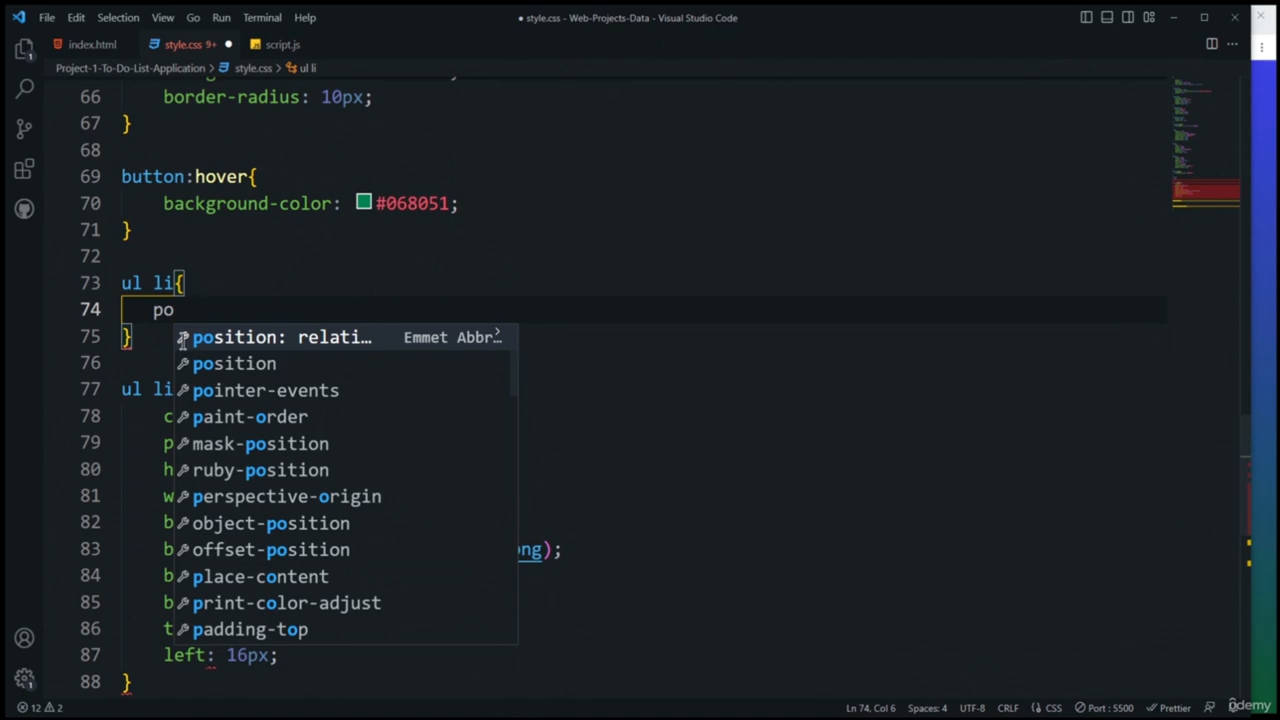 File Edit Selection View Go Run Terminal Help
● style.css - Web-Projects-Data - Visual Studio Code
index.html style.css 9+ ● script.js
Project-1-To-Do-List-Application > style.css > ul li
66 border-radius: 10px;
67 }
68
69 button:hover{
70 background-color: #068051;
71 }
72
73 ul li{
74 po
75 }
position: relati… Emmet Abbr…
76
position
pointer-events
77 ul li
78 c
paint-order
79 p
mask-position
80 h
ruby-position
81 w
perspective-origin
82 b
object-position
83 b
offset-position
ng);
84 b
place-content
85 b
print-color-adjust
86 t
padding-top
87 left: 16px;
88 }
12 2
Ln 74, Col 6 Spaces: 4 UTF-8 CRLF CSS Port : 5500 Prettier
1
1
udemy